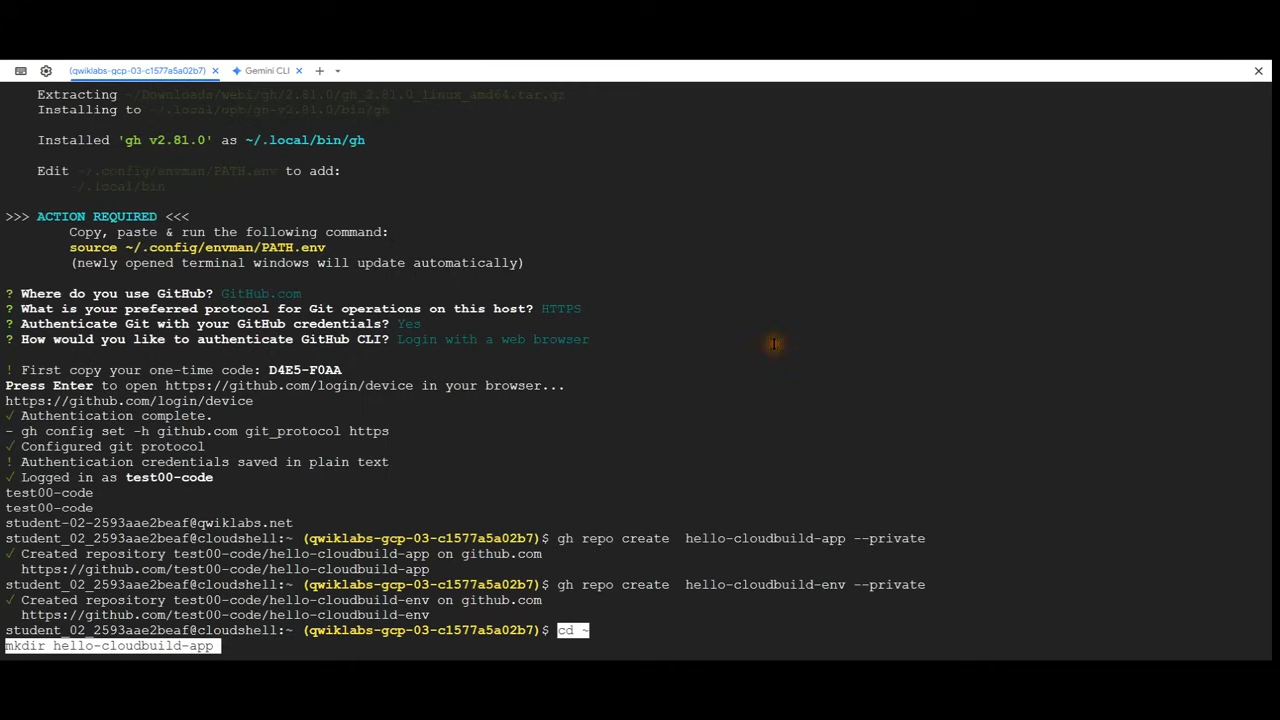 (qwiklabs-gcp-03-c1577a5a02b7) × Gemini CLI ×
Extracting ~/Downloads/webi/gh/2.81.0/gh_2.81.0_linux_amd64.tar.gz
Installing to ~/.local/opt/gh-v2.81.0/bin/gh
Installed 'gh v2.81.0' as ~/.local/bin/gh
Edit ~/.config/envman/PATH.env to add:
~/.local/bin
>>> ACTION REQUIRED <<<
Copy, paste & run the following command:
source ~/.config/envman/PATH.env
(newly opened terminal windows will update automatically)
? Where do you use GitHub? GitHub.com
? What is your preferred protocol for Git operations on this host? HTTPS
? Authenticate Git with your GitHub credentials? Yes
? How would you like to authenticate GitHub CLI? Login with a web browser
! First copy your one-time code: D4E5-F0AA
Press Enter to open https://github.com/login/device in your browser...
https://github.com/login/device
✓ Authentication complete.
- gh config set -h github.com git_protocol https
✓ Configured git protocol
! Authentication credentials saved in plain text
✓ Logged in as test00-code
test00-code
test00-code
student-02-2593aae2beaf@qwiklabs.net
student_02_2593aae2beaf@cloudshell:~ (qwiklabs-gcp-03-c1577a5a02b7)$ gh repo create  hello-cloudbuild-app --private
✓ Created repository test00-code/hello-cloudbuild-app on github.com
https://github.com/test00-code/hello-cloudbuild-app
student_02_2593aae2beaf@cloudshell:~ (qwiklabs-gcp-03-c1577a5a02b7)$ gh repo create  hello-cloudbuild-env --private
✓ Created repository test00-code/hello-cloudbuild-env on github.com
https://github.com/test00-code/hello-cloudbuild-env
student_02_2593aae2beaf@cloudshell:~ (qwiklabs-gcp-03-c1577a5a02b7)$ cd ~
mkdir hello-cloudbuild-app